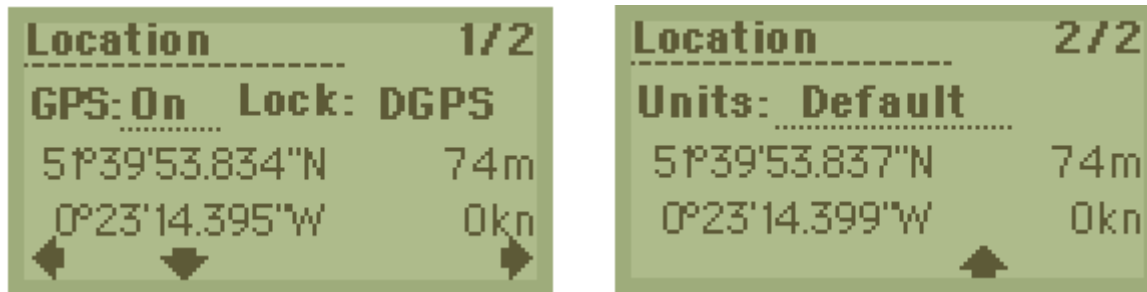 Location 1/2
GPS: On Lock: DGPS
51°39'53.834"N 74m
0°23'14.395"W 0kn
Location 2/2
Units: Default
51°39'53.837"N 74m
0°23'14.399"W 0kn